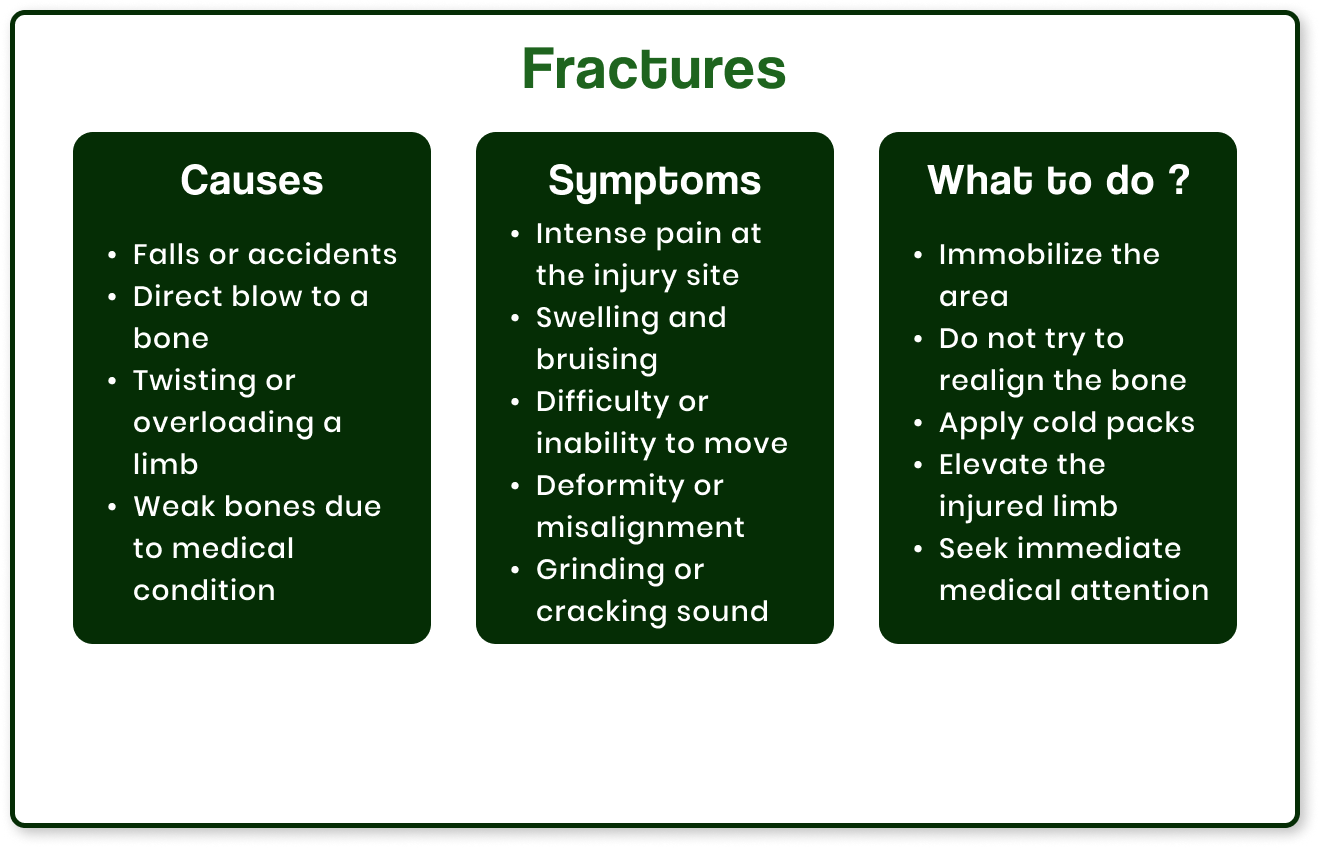 Fractures
Causes
• Falls or accidents
• Direct blow to a
bone
• Twisting or
overloading a
limb
• Weak bones due
to medical
condition
Symptoms
• Intense pain at
the injury site
• Swelling and
bruising
• Difficulty or
inability to move
• Deformity or
misalignment
• Grinding or
cracking sound
What to do ?
• Immobilize the
area
• Do not try to
realign the bone
• Apply cold packs
• Elevate the
injured limb
• Seek immediate
medical attention